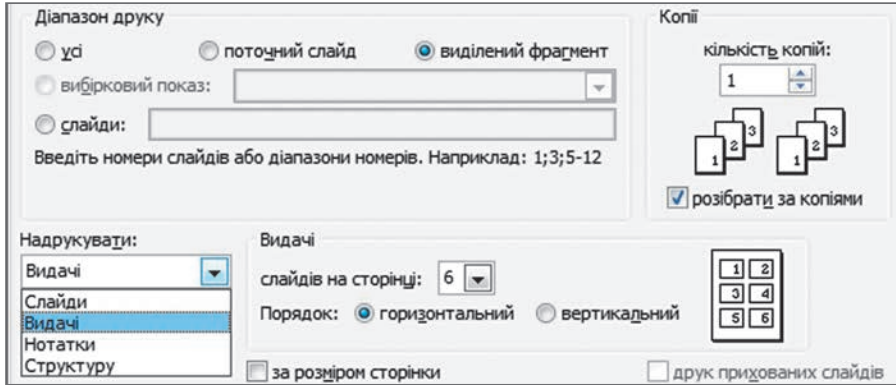 Діапазон друку
усі
поточний слайд
виділений фрагмент
вибірковий показ:
слайди:
Введіть номери слайдів або діапазони номерів. Наприклад: 1;3;5-12
Копії
кількість копій:
1
1 2 3 1 2 3
розібрати за копіями
Надрукувати:
Видачі
Слайди
Видачі
Нотатки
Структуру
Видачі
слайдів на сторінці: 6
Порядок: горизонтальний вертикальний
1 2
3 4
5 6
за розміром сторінки
друк прихованих слайдів